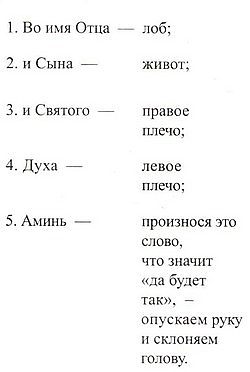 1. Во имя Отца — лоб;
2. и Сына — живот;
3. и Святого — правое
плечо;
4. Духа — левое
плечо;
5. Аминь — произнося это
слово,
что значит
«да будет
так», –
опускаем руку
и склоняем
голову.